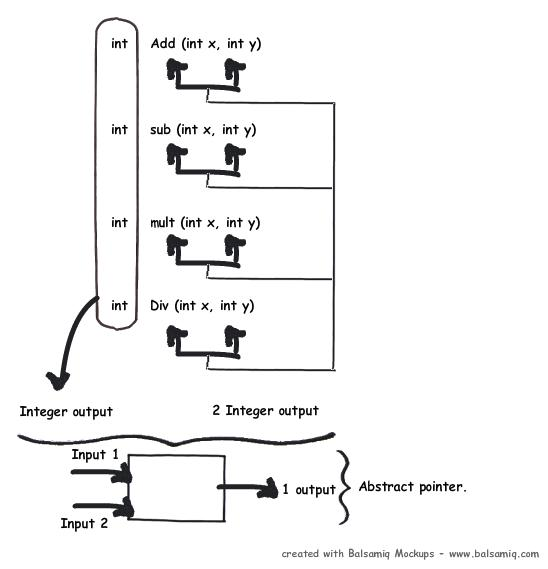 int Add (int x, int y)
int sub (int x, int y)
int mult (int x, int y)
int Div (int x, int y)
Integer output 2 Integer output
Input 1
1 output Abstract pointer.
Input 2
created with Balsamiq Mockups - www.balsamiq.com